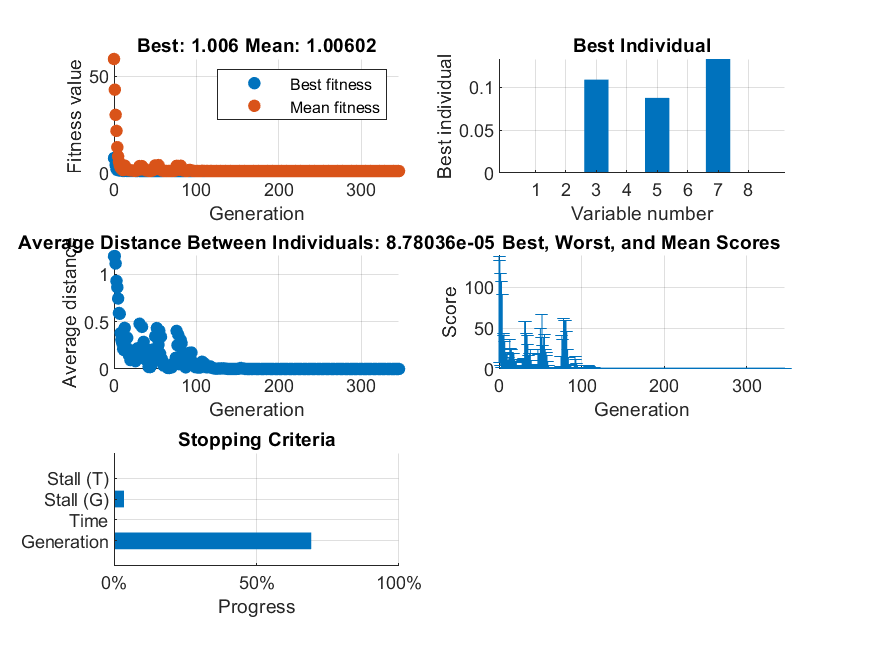 Best: 1.006 Mean: 1.00602
Fitness value
50
0
Best fitness
Mean fitness
0 100 200 300
Generation
Best Individual
Best individual
0.1
0.05
0
1 2 3 4 5 6 7 8
Variable number
Average Distance Between Individuals: 8.78036e-05
Average distance
1
0.5
0
0 100 200 300
Generation
Best, Worst, and Mean Scores
Score
100
50
0
0 100 200 300
Generation
Stopping Criteria
Stall (T)
Stall (G)
Time
Generation
0% 50% 100%
Progress